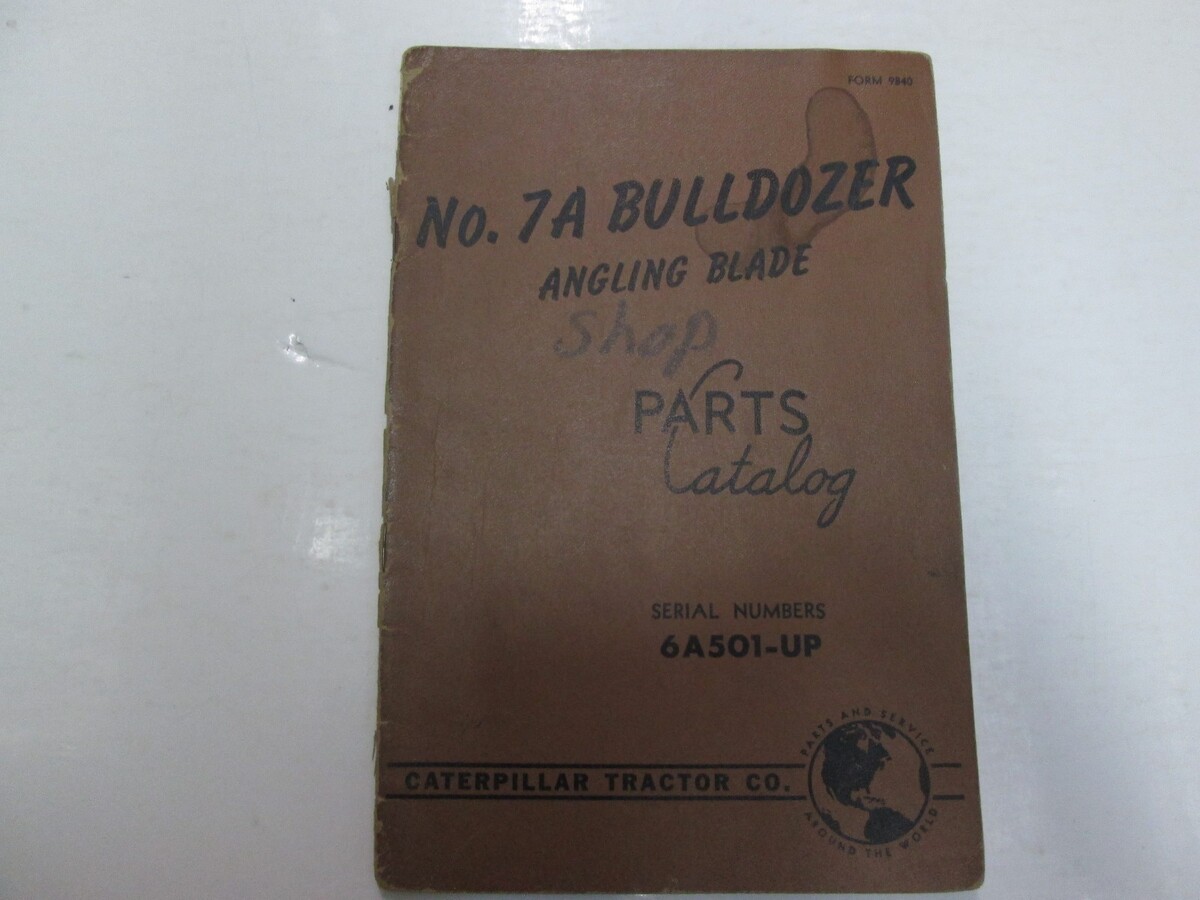 FORM 9840
No. 7A BULLDOZER
ANGLING BLADE
Shop
PARTS
Catalog
SERIAL NUMBERS
6A501-UP
PARTS AND SERVICE
CATERPILLAR TRACTOR CO.
AROUND THE WORLD